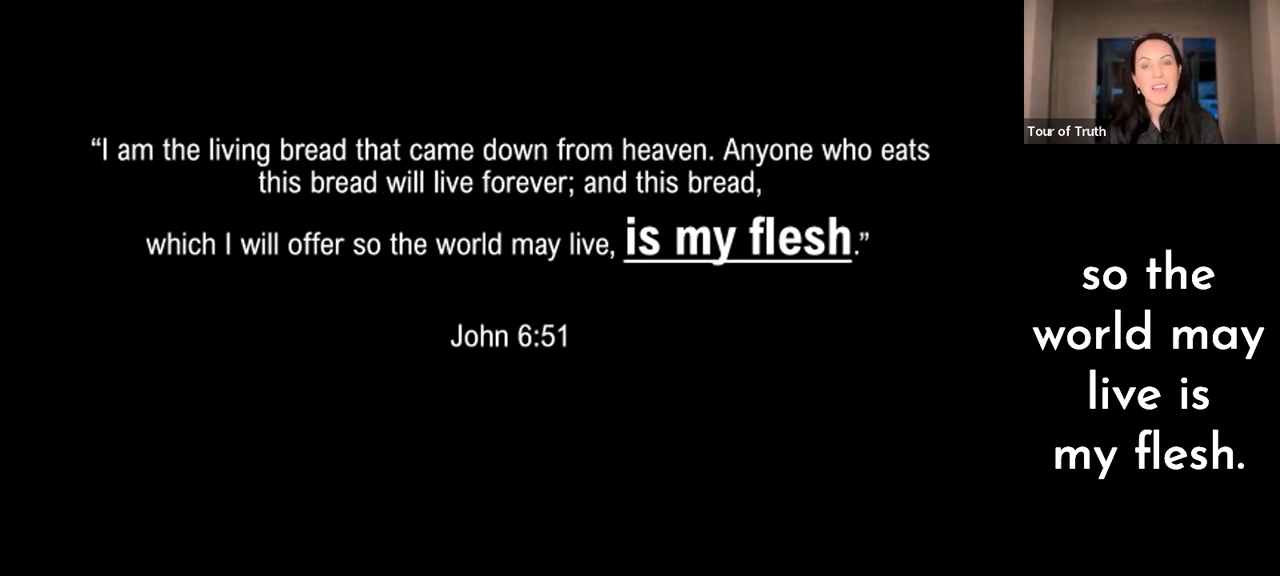 “I am the living bread that came down from heaven. Anyone who eats
this bread will live forever; and this bread,
which I will offer so the world may live, is my flesh.”
John 6:51
Tour of Truth
so the
world may
live is
my flesh.